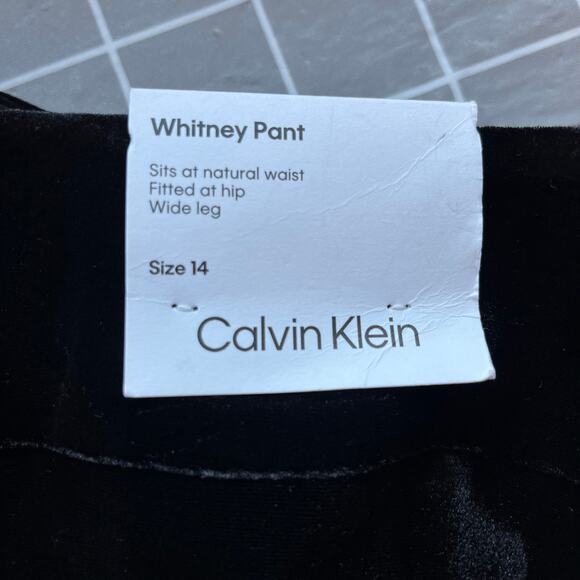 Whitney Pant
Sits at natural waist
Fitted at hip
Wide leg
Size 14
Calvin Klein